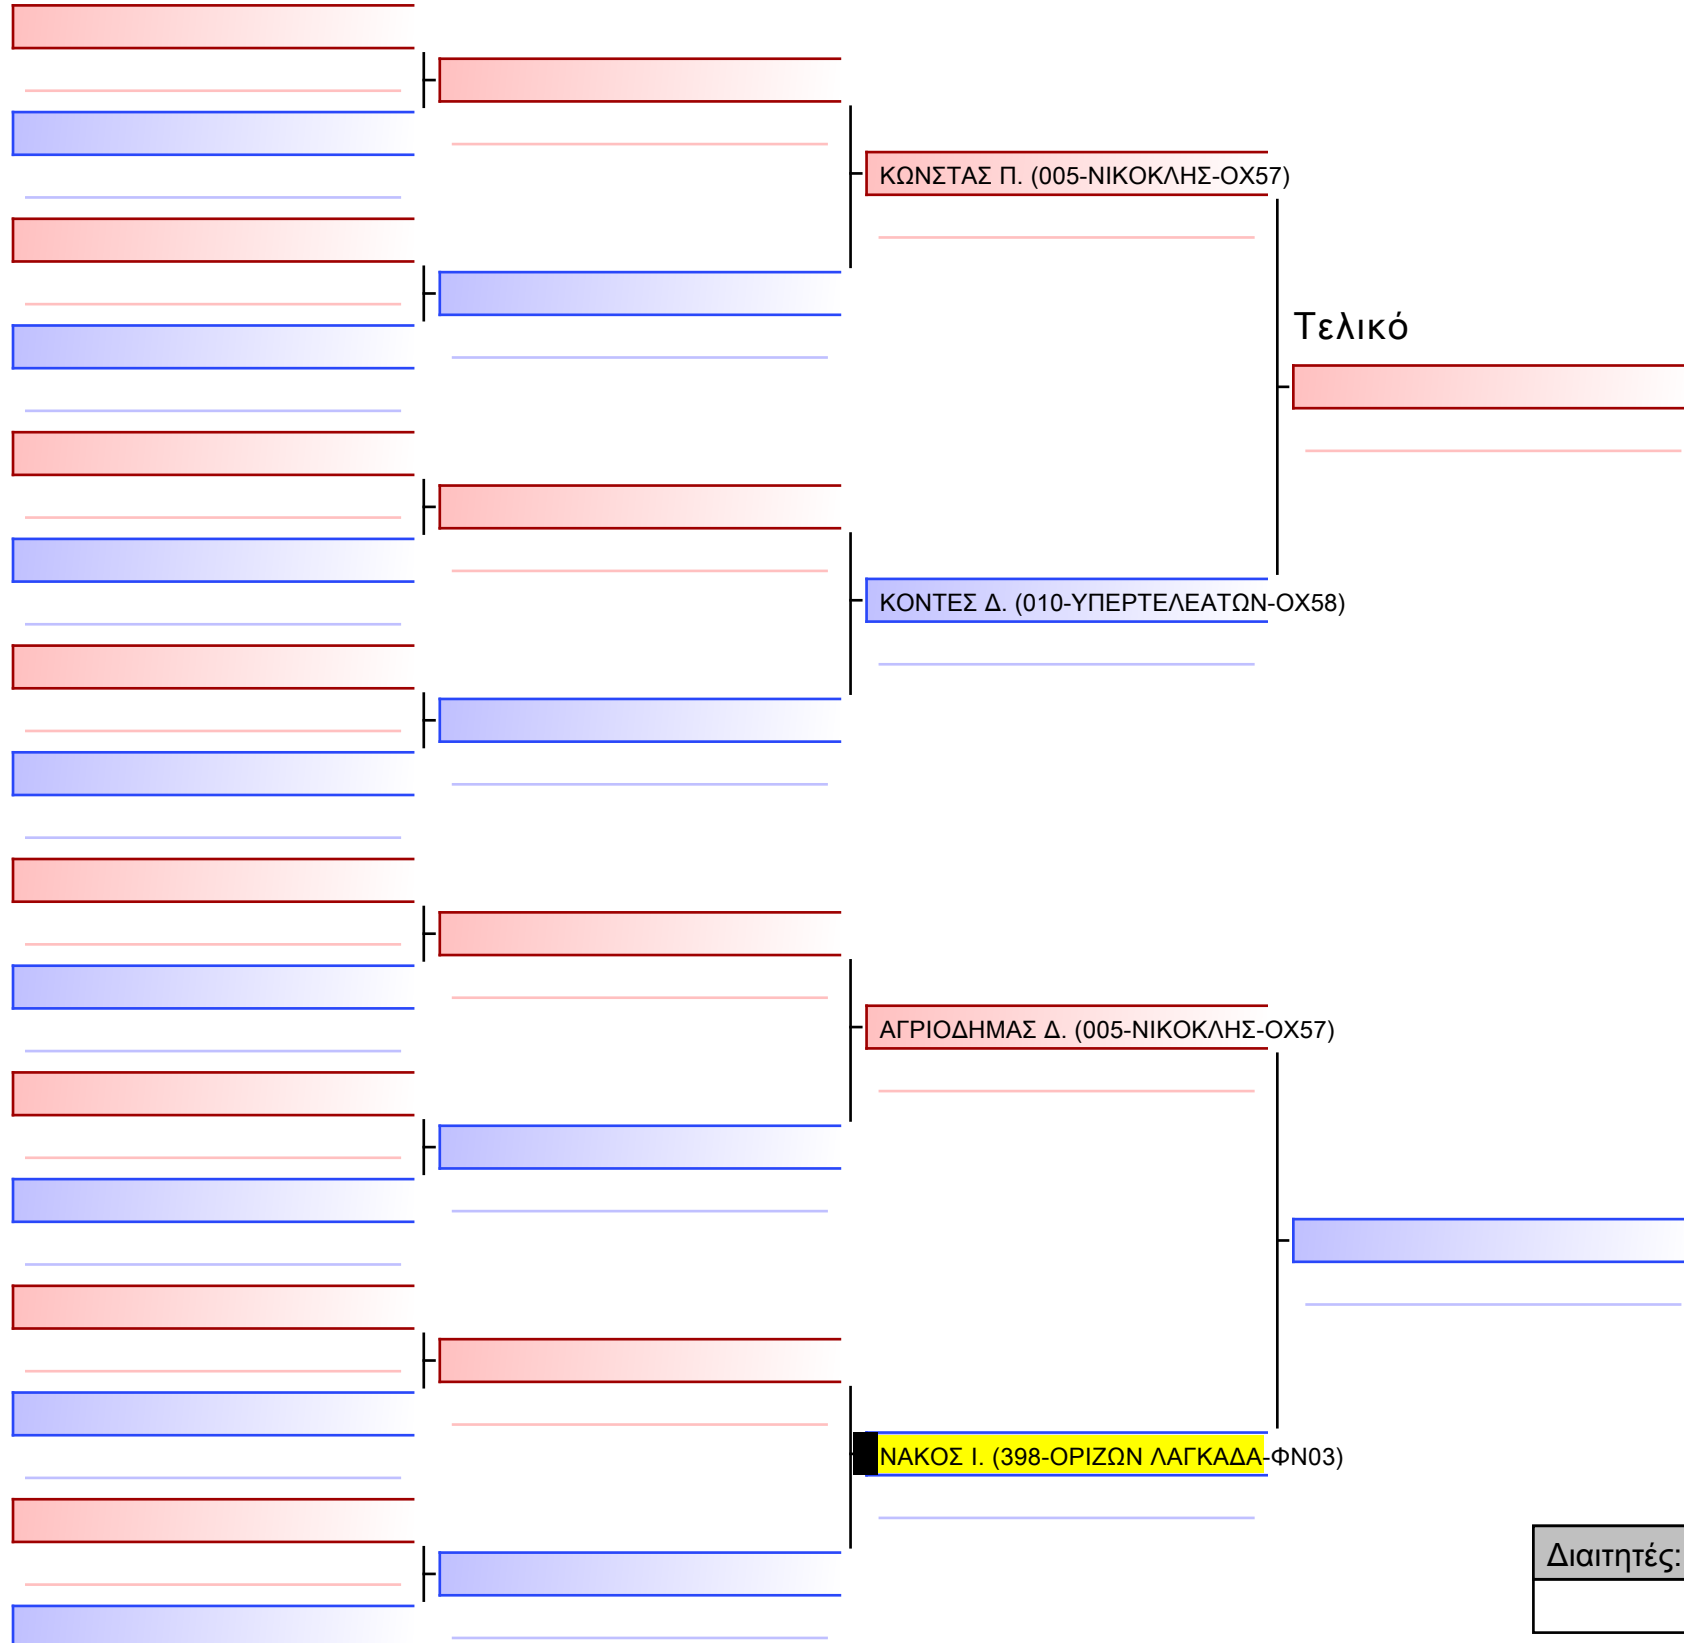 ΚΩΝΣΤΑΣ Π. (005-ΝΙΚΟΚΛΗΣ-ΟΧ57)
Τελικό
ΚΟΝΤΕΣ Δ. (010-ΥΠΕΡΤΕΛΕΑΤΩΝ-ΟΧ58)
ΑΓΡΙΟΔΗΜΑΣ Δ. (005-ΝΙΚΟΚΛΗΣ-ΟΧ57)
ΝΑΚΟΣ Ι. (398-ΟΡΙΖΩΝ ΛΑΓΚΑΔΑ-ΦΝ03)
Διαιτητές: